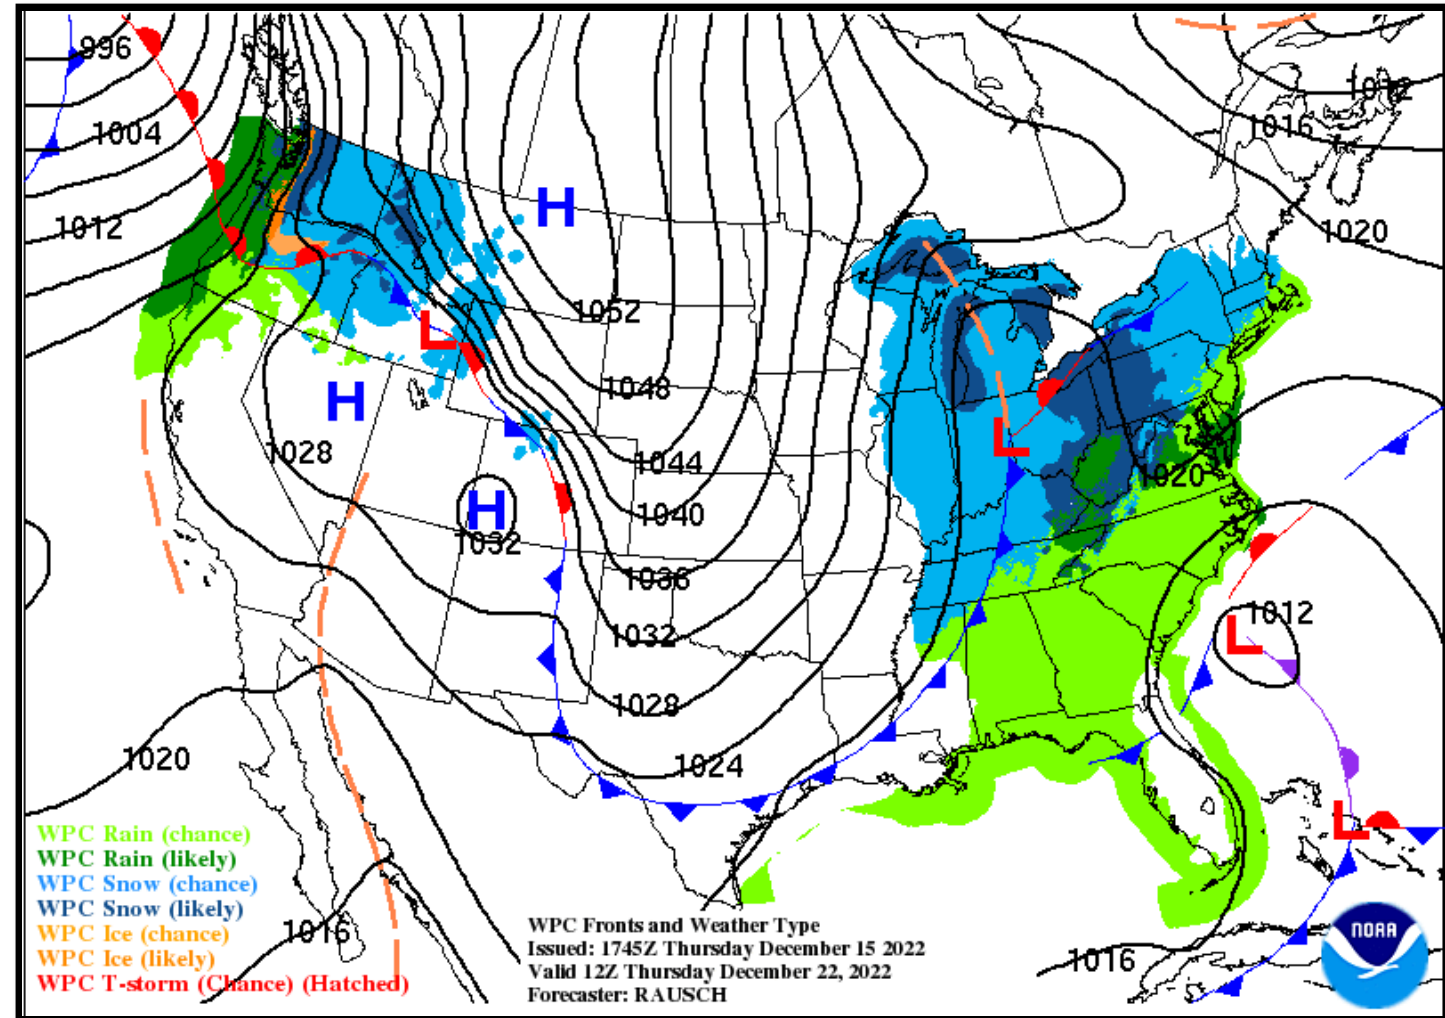 996
1012
1004
1016
1012
1020
H
1052
L
1048
H
1028
L
1044
1020
H
1040
1032
1036
1012
1032
L
1028
1020
1024
L
WPC Rain (chance)
WPC Rain (likely)
WPC Snow (chance)
WPC Snow (likely)
WPC Ice (chance)
WPC Ice (likely)
WPC T-storm (Chance) (Hatched)
1016
WPC Fronts and Weather Type
Issued: 1745Z Thursday December 15 2022
Valid 12Z Thursday December 22, 2022
Forecaster: RAUSCH
1016
NOAA